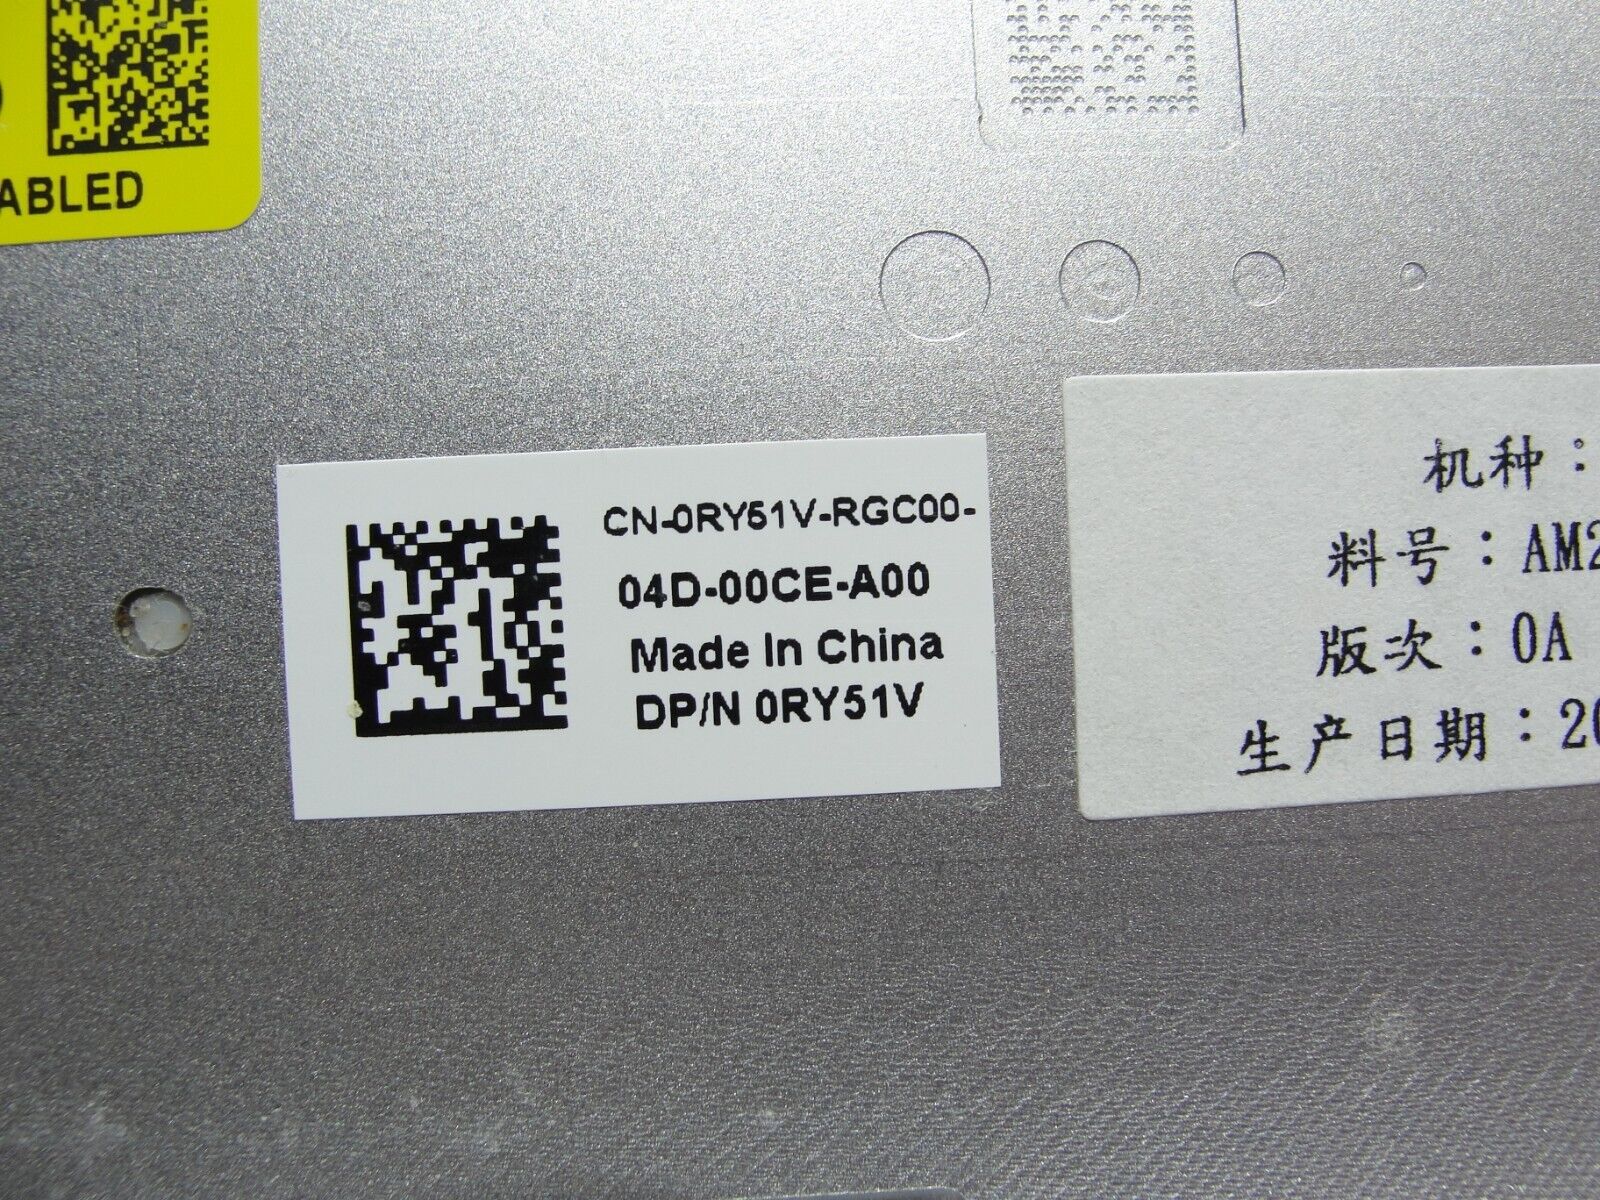 ABLED
CN-0RY51V-RGC00-
04D-00CE-A00
Made In China
DP/N 0RY51V
机种：
料号：AM2
版次：0A
生产日期：20